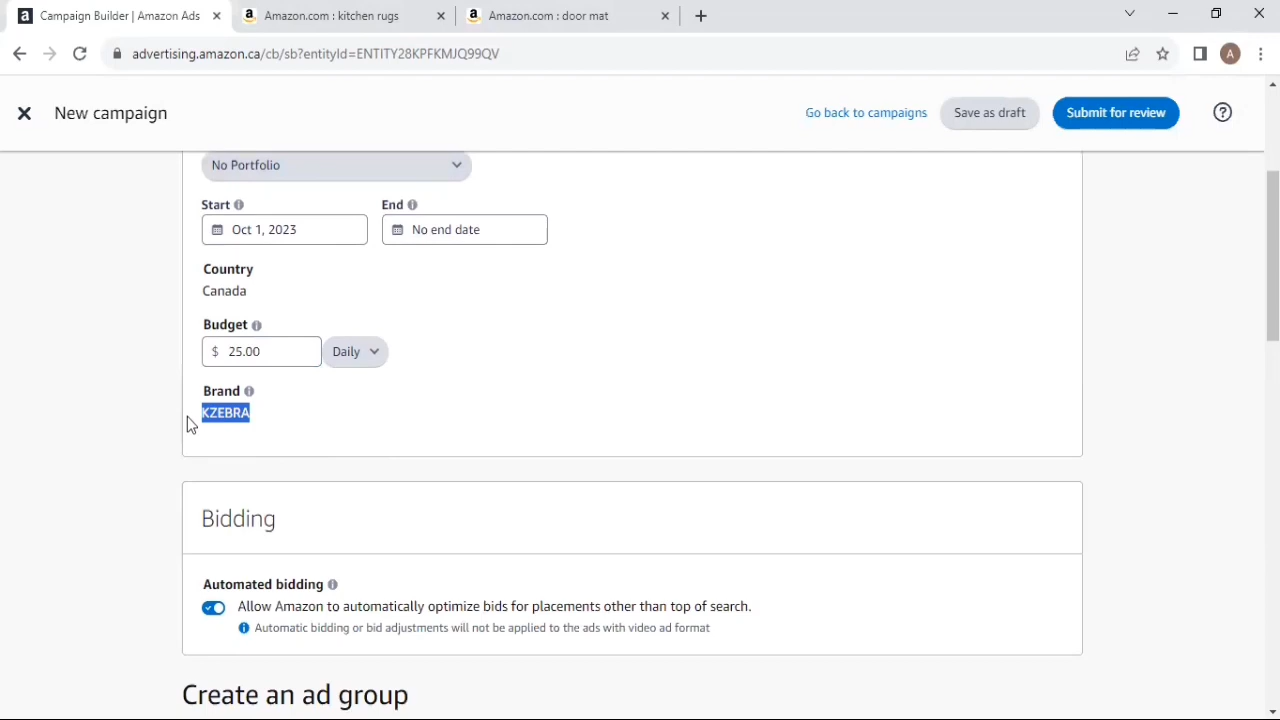 Campaign Builder | Amazon Ads
Amazon.com : kitchen rugs
Amazon.com : door mat
advertising.amazon.ca/cb/sb?entityId=ENTITY28KPFKMJQ99QV
A
New campaign
Go back to campaigns
Save as draft
Submit for review
No Portfolio
Start
End
Oct 1, 2023
No end date
Country
Canada
Budget
$ 25.00
Daily
Brand
KZEBRA
Bidding
Automated bidding
Allow Amazon to automatically optimize bids for placements other than top of search.
Automatic bidding or bid adjustments will not be applied to the ads with video ad format
Create an ad group